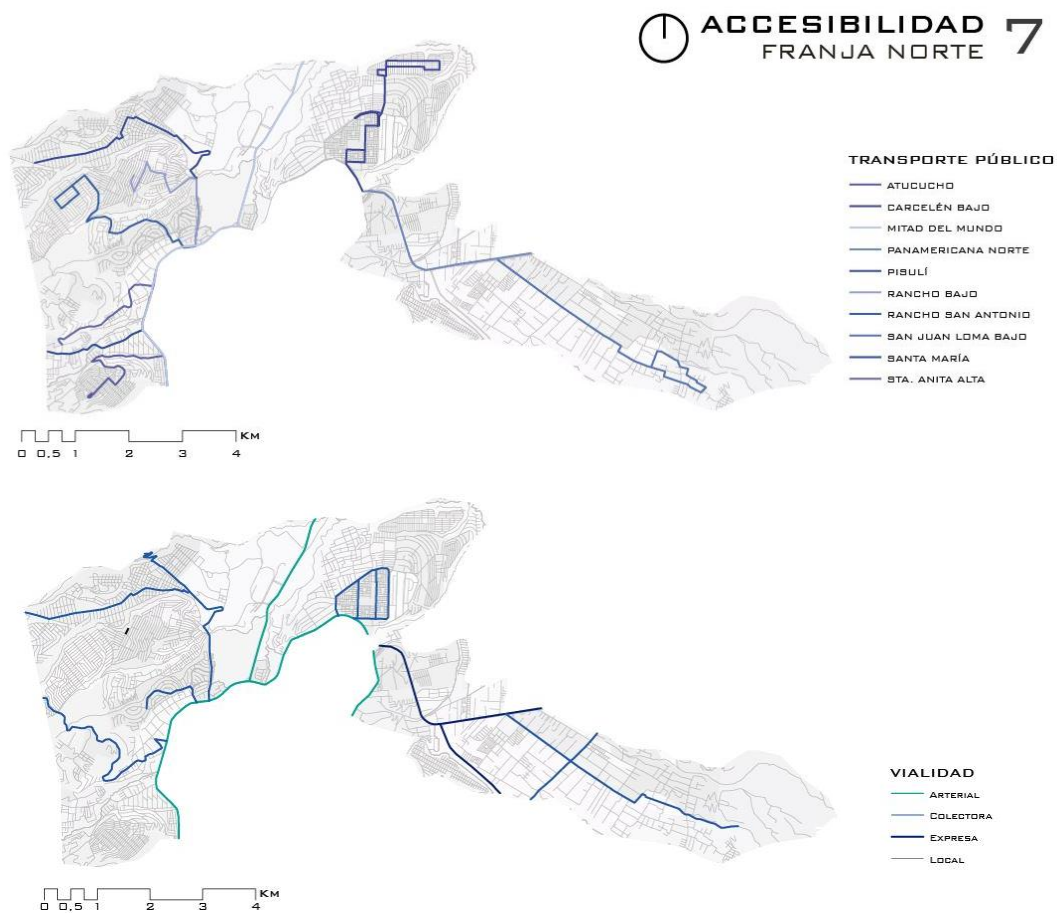 ACCESIBILIDAD 7
FRANJA NORTE
TRANSPORTE PÚBLICO
ATUCUCHO
CARCELÉN BAJO
MITAD DEL MUNDO
PANAMERICANA NORTE
PISULÍ
RANCHO BAJO
RANCHO SAN ANTONIO
SAN JUAN LOMA BAJO
SANTA MARÍA
STA. ANITA ALTA
KM
0 0.5 1 2 3 4
VIALIDAD
ARTERIAL
COLECTORA
EXPRESA
LOCAL
KM
0 0.5 1 2 3 4